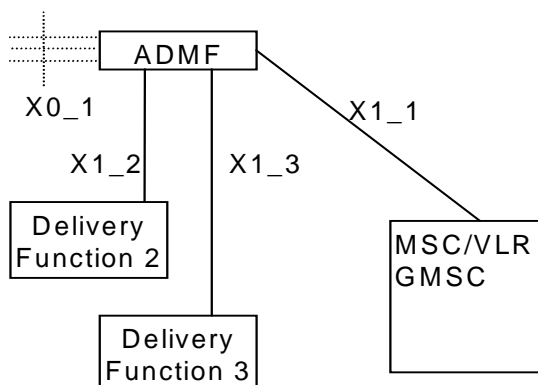 ADMF
X0_1
X1_1
X1_2
X1_3
Delivery
Function 2
MSC/VLR
GMSC
Delivery
Function 3